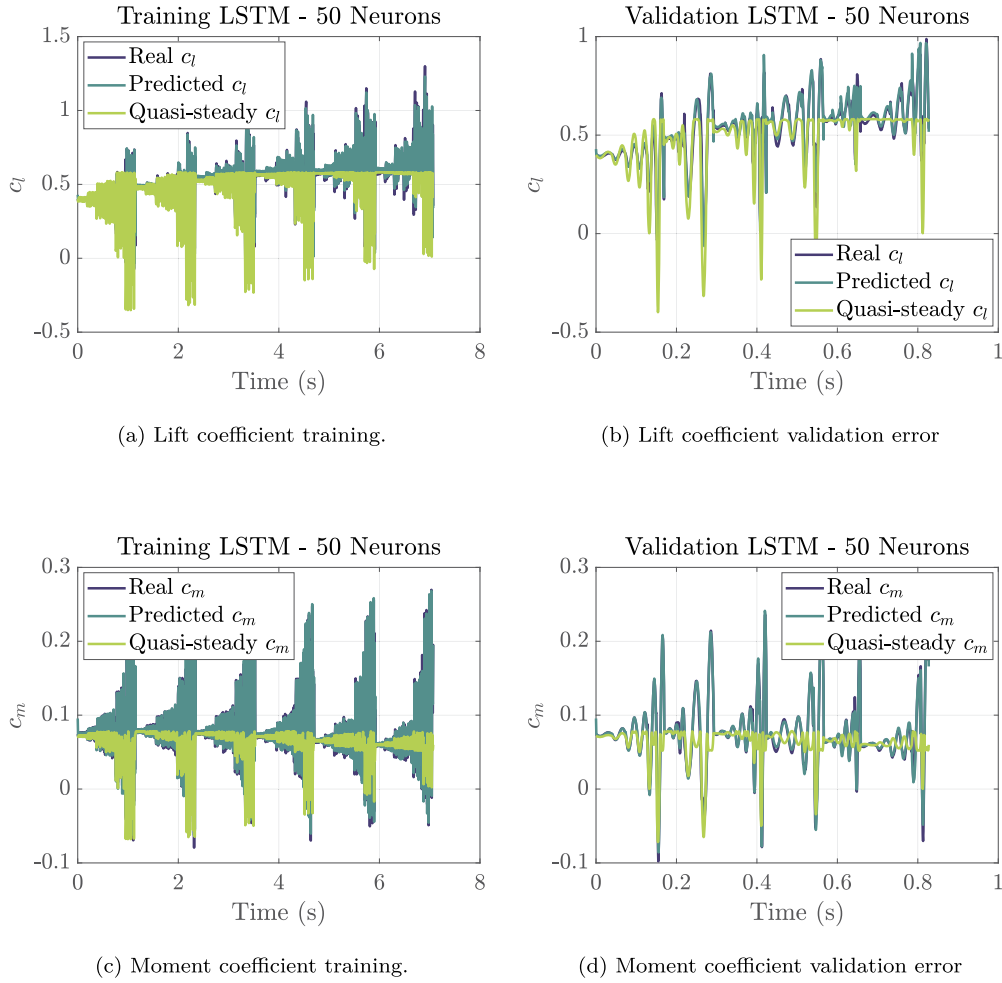 Training LSTM - 50 Neurons
1.5
1
0.5
0
-0.5
c_l
Real c_l
Predicted c_l
Quasi-steady c_l
0 2 4 6 8
Time (s)
(a) Lift coefficient training.
Validation LSTM - 50 Neurons
1
0.5
0
-0.5
c_l
Real c_l
Predicted c_l
Quasi-steady c_l
0 0.2 0.4 0.6 0.8 1
Time (s)
(b) Lift coefficient validation error
Training LSTM - 50 Neurons
0.3
0.2
0.1
0
-0.1
c_m
Real c_m
Predicted c_m
Quasi-steady c_m
0 2 4 6 8
Time (s)
(c) Moment coefficient training.
Validation LSTM - 50 Neurons
0.3
0.2
0.1
0
-0.1
c_m
Real c_m
Predicted c_m
Quasi-steady c_m
0 0.2 0.4 0.6 0.8 1
Time (s)
(d) Moment coefficient validation error